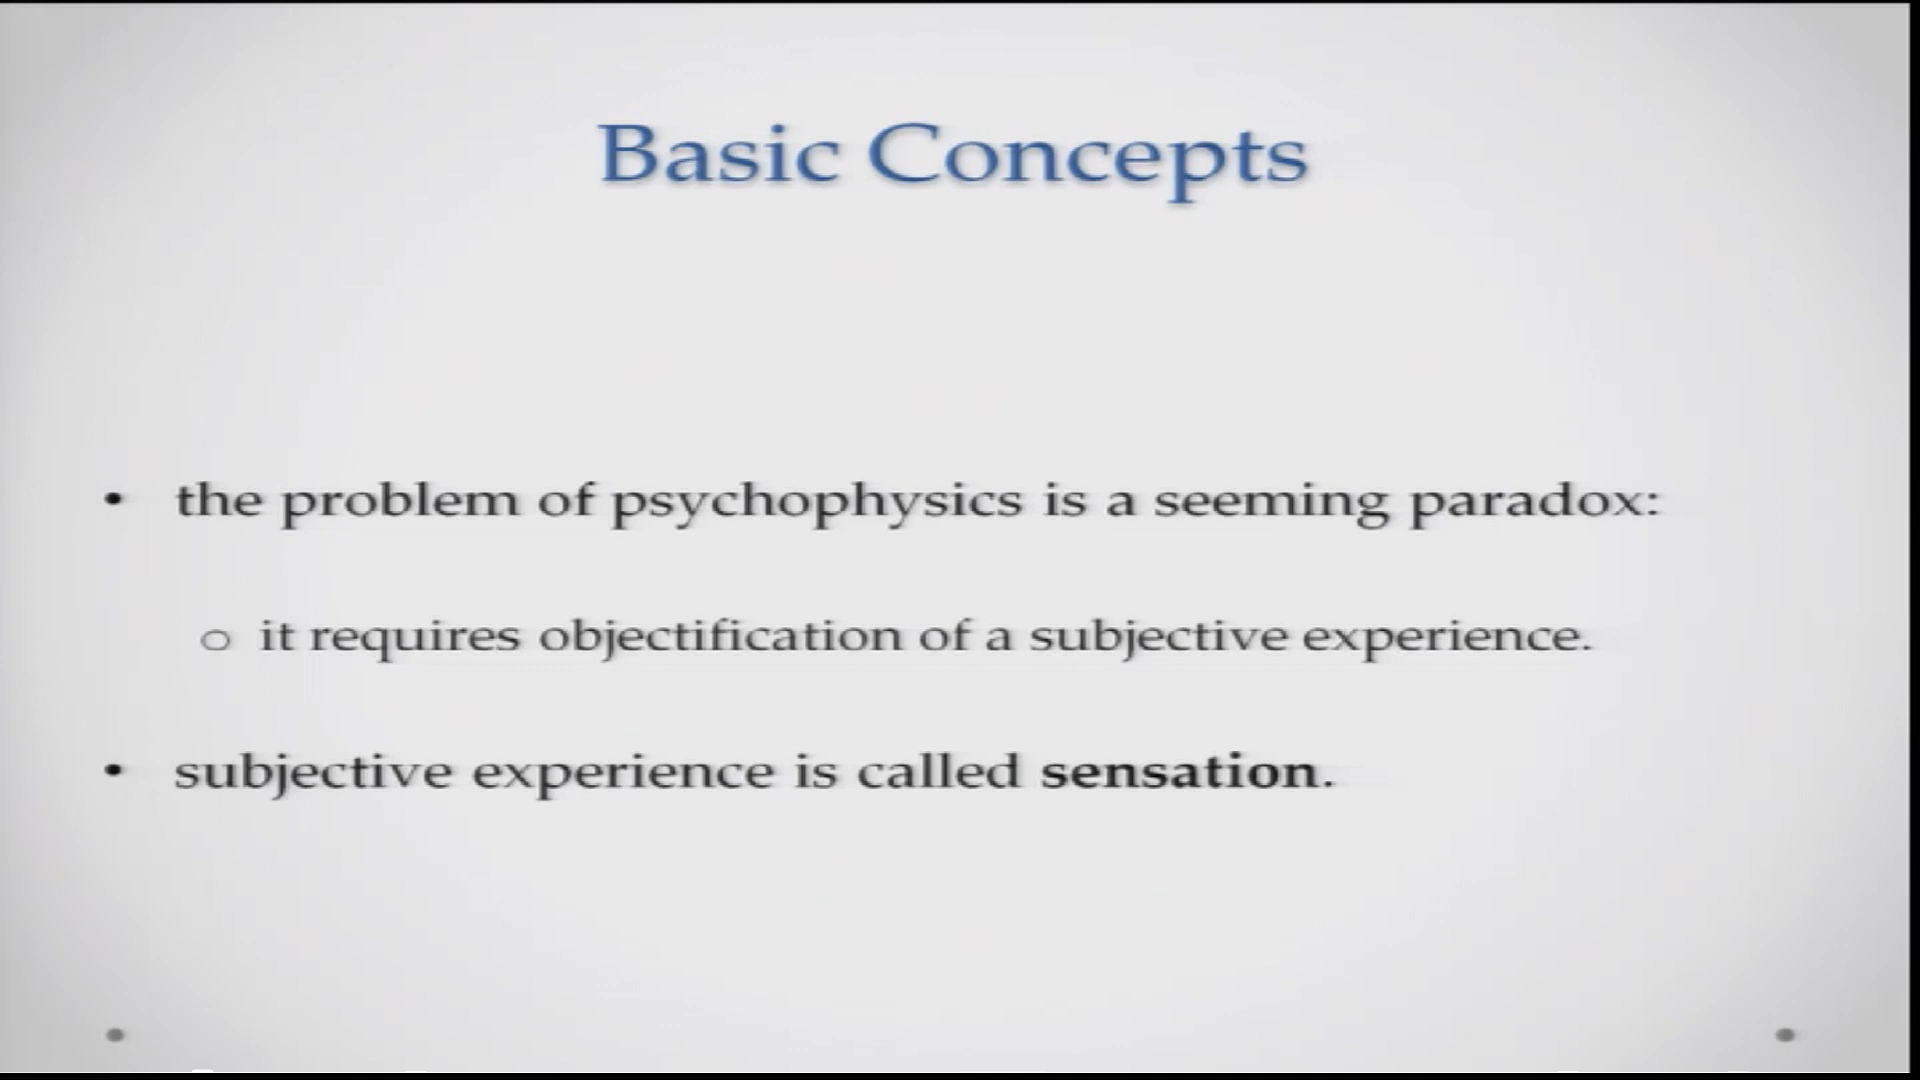 Basic Concepts
• the problem of psychophysics is a seeming paradox:
o it requires objectification of a subjective experience.
• subjective experience is called sensation.